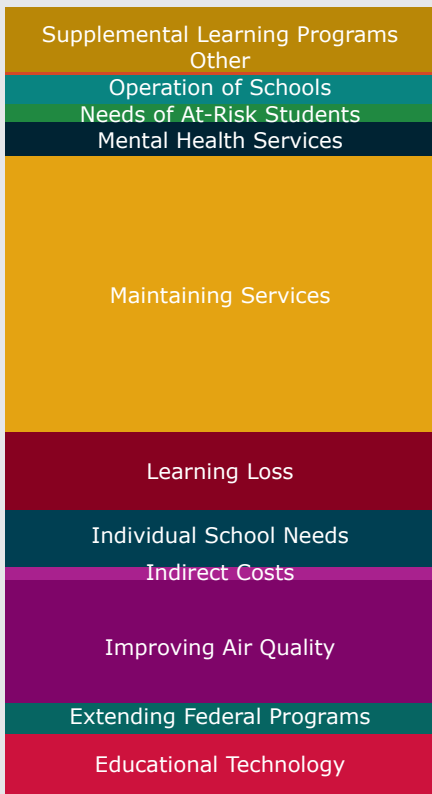 Supplemental Learning Programs
Other
Operation of Schools
Needs of At-Risk Students
Mental Health Services
Maintaining Services
Learning Loss
Individual School Needs
Indirect Costs
Improving Air Quality
Extending Federal Programs
Educational Technology